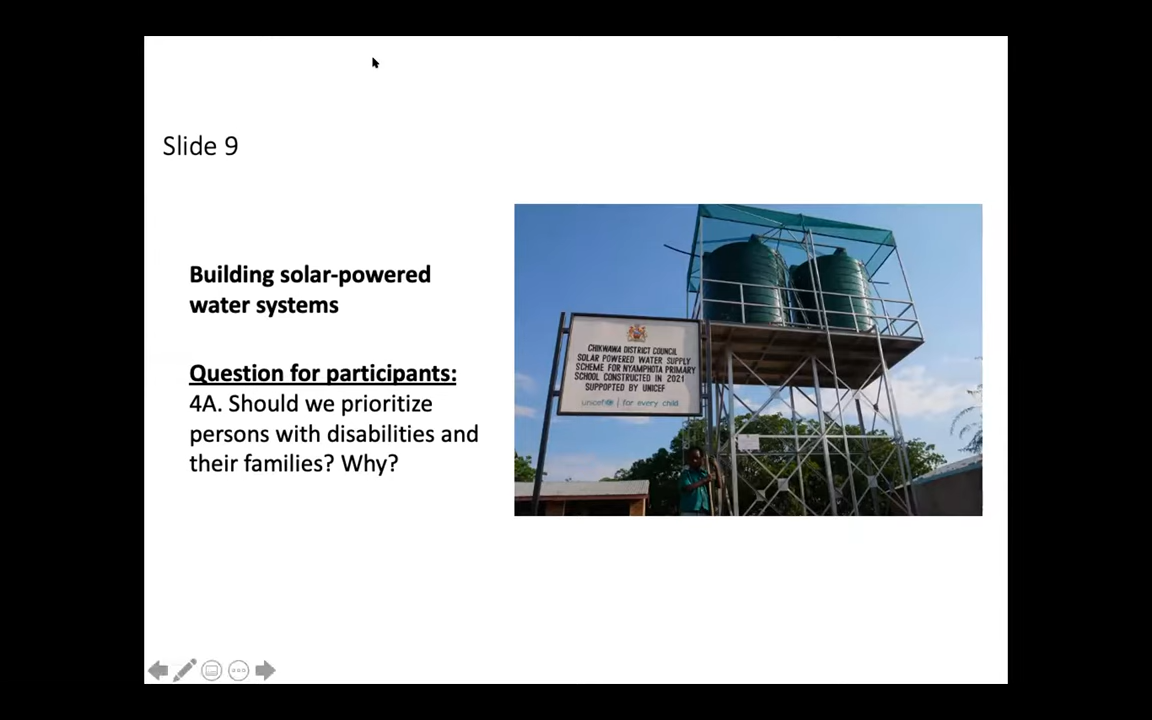 Slide 9
Building solar-powered
water systems
Question for participants:
4A. Should we prioritize
persons with disabilities and
their families? Why?
CHIKWAWA DISTRICT COUNCIL
SOLAR POWERED WATER SUPPLY
SCHEME FOR NYAMPHOTA PRIMARY
SCHOOL CONSTRUCTED IN 2021
SUPPOPTED BY UNICEF
unicef | for every child